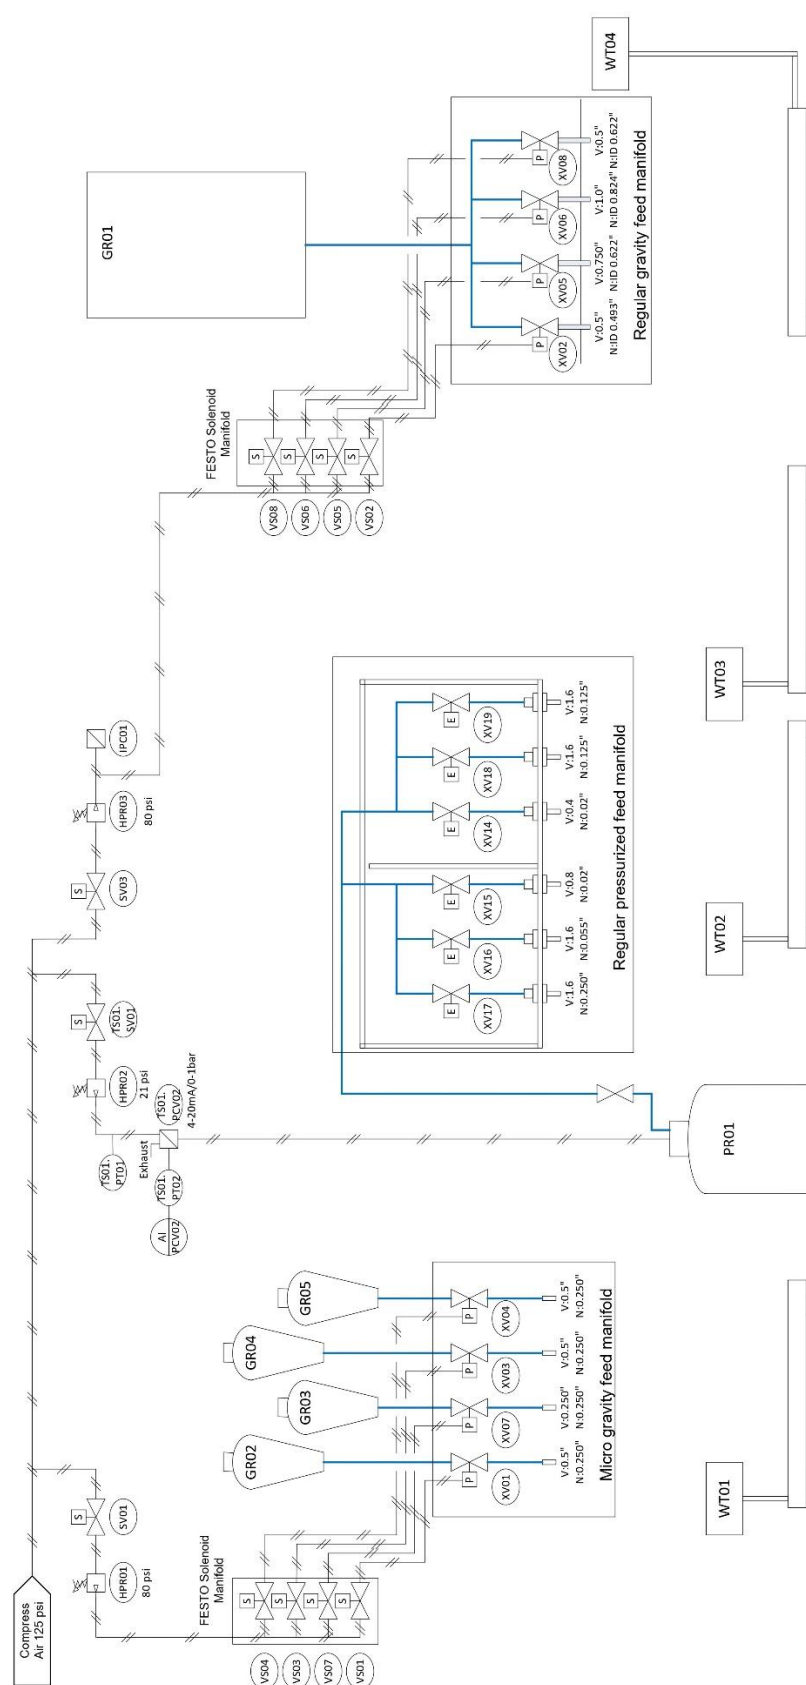 Compress
Air 125 psi
S
SV01
HPR01
80 psi
FESTO Solenoid
Manifold
S
S
S
S
VS04
VS03
VS07
VS01
GR02
GR03
GR04
GR05
P
P
P
P
XV01
XV07
XV03
XV04
V:0.5"
N:0.250"
V:0.250"
N:0.250"
V:0.5"
N:0.250"
V:0.5"
N:0.250"
Micro gravity feed manifold
WT01
S
TS01.
SV01
HPR02
21 psi
TS01.
PT01
Exhaust
TS01.
PCV02
4-20mA/0-1bar
TS01.
PT02
AI
PCV02
PR01
S
SV03
HPR03
80 psi
IPC01
E
E
E
E
E
E
XV17
XV16
XV15
XV14
XV18
XV19
V:1.6
N:0.250"
V:1.6
N:0.055"
V:0.8
N:0.02"
V:0.4
N:0.02"
V:1.6
N:0.125"
V:1.6
N:0.125"
Regular pressurized feed manifold
WT02
WT03
FESTO Solenoid
Manifold
S
S
S
S
VS08
VS06
VS05
VS02
GR01
P
P
P
P
XV02
XV05
XV06
XV08
V:0.5"
N:ID 0.493"
V:0.750"
N:ID 0.622"
V:1.0"
N:ID 0.824"
V:0.5"
N:ID 0.622"
Regular gravity feed manifold
WT04